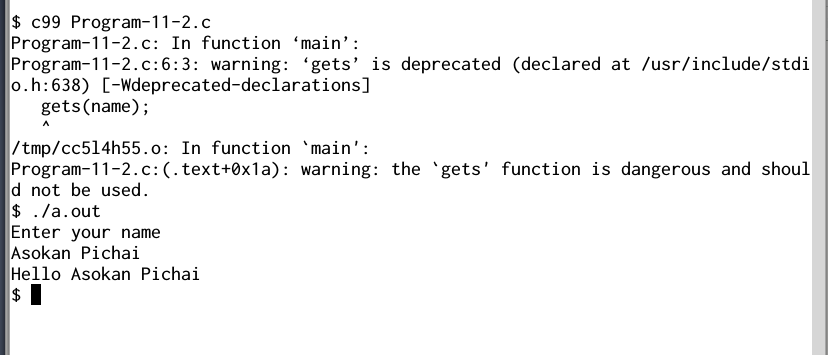 $ c99 Program-11-2.c
Program-11-2.c: In function ‘main’:
Program-11-2.c:6:3: warning: ‘gets’ is deprecated (declared at /usr/include/stdi
o.h:638) [-Wdeprecated-declarations]
   gets(name);
   ^
/tmp/cc5l4h55.o: In function `main':
Program-11-2.c:(.text+0x1a): warning: the `gets' function is dangerous and shoul
d not be used.
$ ./a.out
Enter your name
Asokan Pichai
Hello Asokan Pichai
$